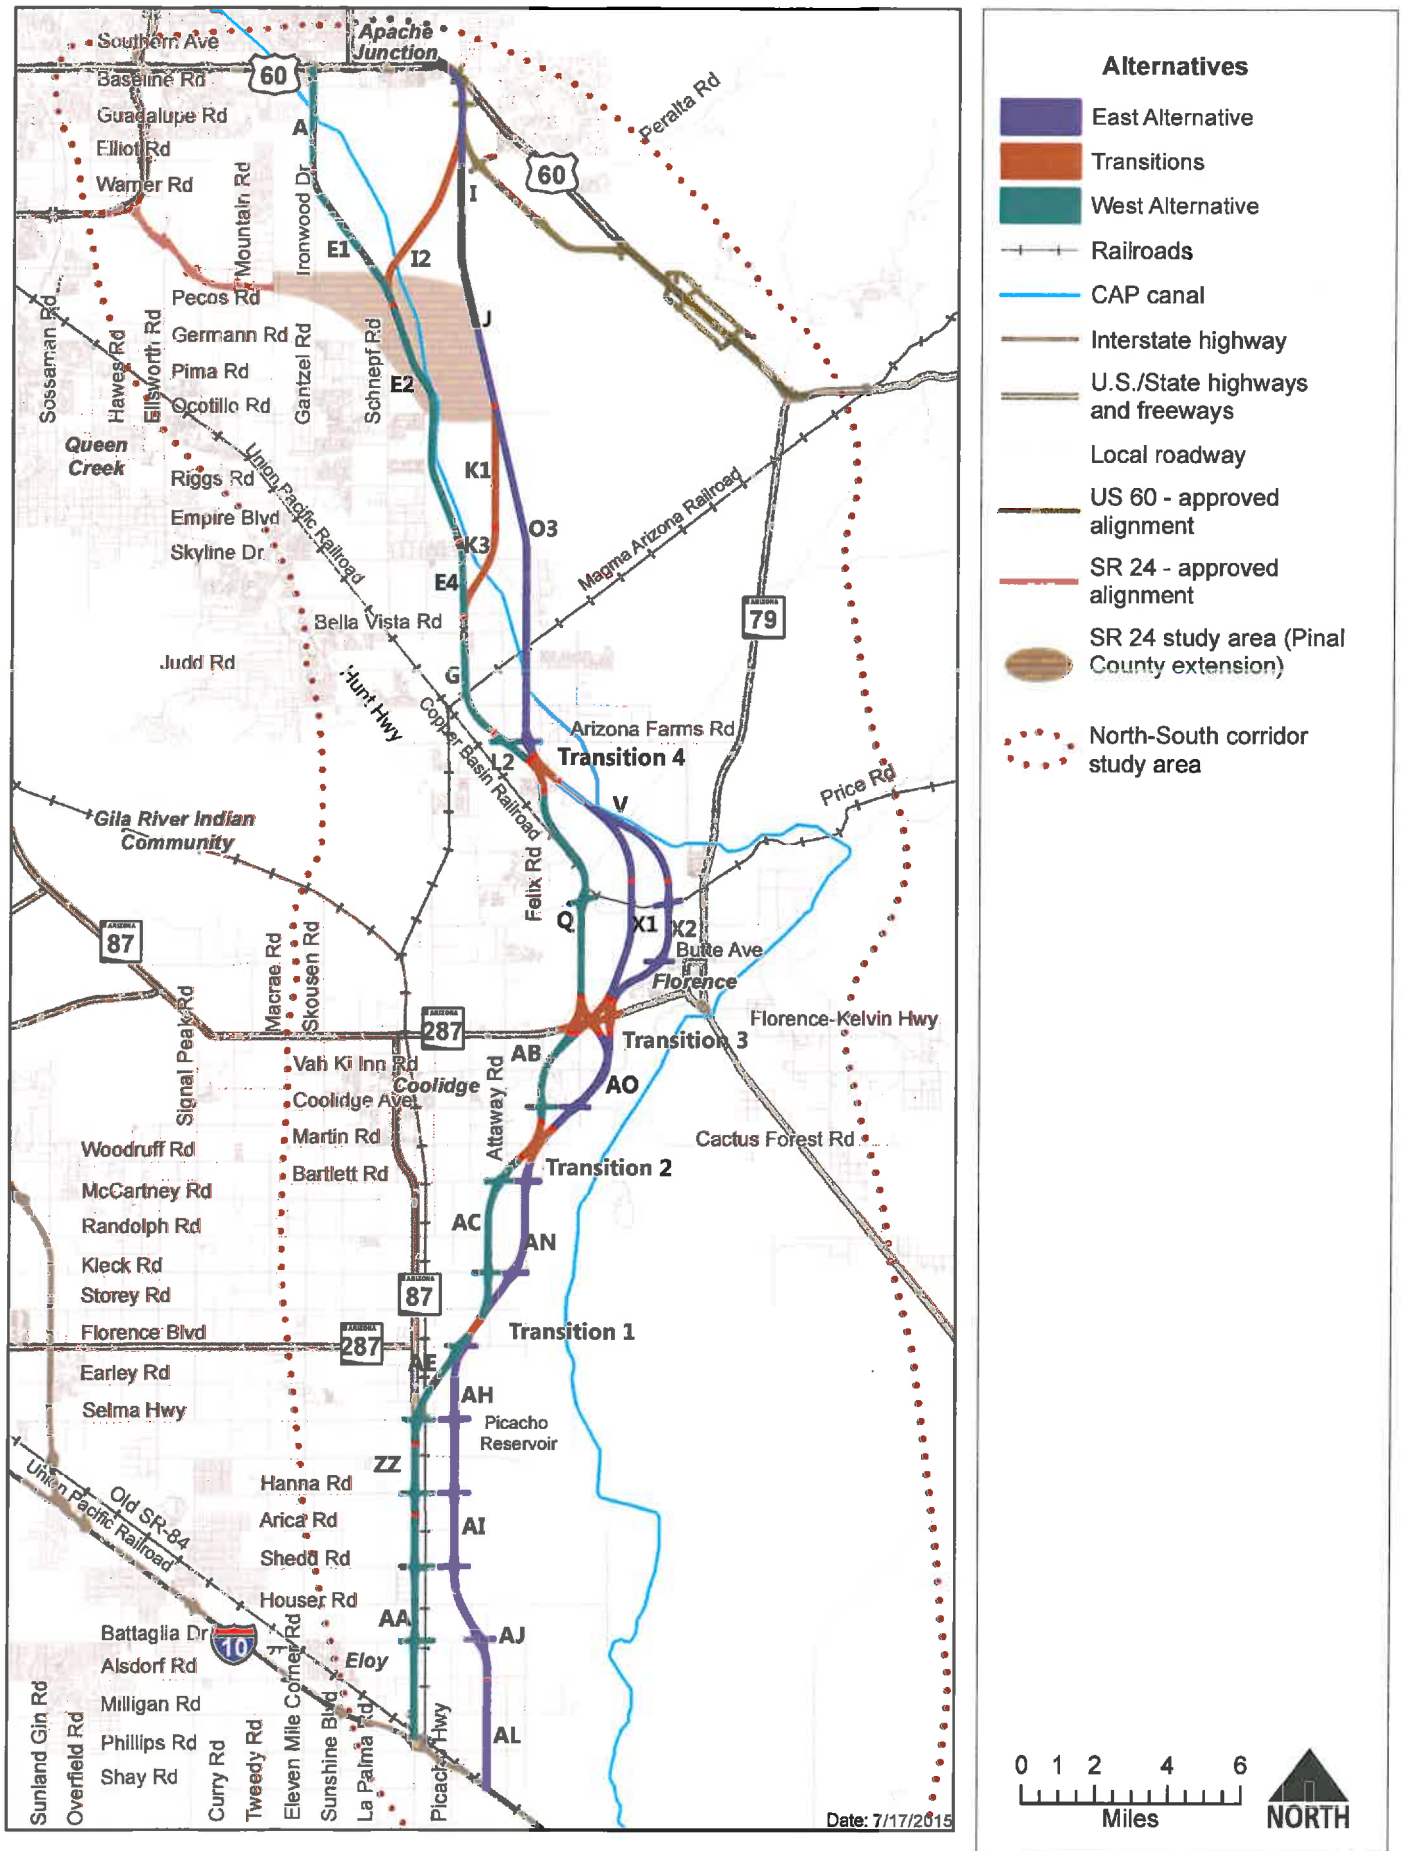 Apache
Junction
Southern Ave
60
Baseline Rd
Guadalupe Rd
Elliot Rd
Warner Rd
A
Peralta Rd
60
Mountain Rd
Ironwood Dr
I
E1
I2
Pecos Rd
J
Sossaman Rd
Hawes Rd
Ellsworth Rd
Germann Rd
Gantzel Rd
Schnepf Rd
Pima Rd
E2
Ocotillo Rd
Queen
Creek
Union Pacific Railroad
K1
Riggs Rd
Empire Blvd
O3
Skyline Dr
K3
Magma Arizona Railroad
E4
Bella Vista Rd
ARIZONA
79
Judd Rd
Hunt Hwy
G
Copper Basin Railroad
Arizona Farms Rd
L2
Transition 4
Price Rd
V
Gila River Indian
Community
Felix Rd
Q
X1
X2
ARIZONA
87
Macrae Rd
Skousen Rd
Butte Ave
Florence
Signal Peak Rd
ARIZONA
287
Florence-Kelvin Hwy
Transition 3
AB
Vah Ki Inn Rd
Coolidge
Attaway Rd
AO
Coolidge Ave
Martin Rd
Cactus Forest Rd
Woodruff Rd
Bartlett Rd
Transition 2
McCartney Rd
Randolph Rd
AC
AN
Kleck Rd
Storey Rd
ARIZONA
87
Florence Blvd
ARIZONA
287
Transition 1
Earley Rd
AE
AH
Selma Hwy
Picacho
Reservoir
ZZ
Hanna Rd
Old SR-84
Union Pacific Railroad
Arica Rd
AI
Shedd Rd
Houser Rd
AA
Battaglia Dr
10
AJ
Alsdorf Rd
Eloy
Milligan Rd
Phillips Rd
AL
Shay Rd
Sunland Gin Rd
Overfield Rd
Curry Rd
Tweedy Rd
Eleven Mile Corner Rd
Sunshine Blvd
La Palma Rd
Picacho Hwy
Date: 7/17/2015
Alternatives
East Alternative
Transitions
West Alternative
Railroads
CAP canal
Interstate highway
U.S./State highways
and freeways
Local roadway
US 60 - approved
alignment
SR 24 - approved
alignment
SR 24 study area (Pinal
County extension)
North-South corridor
study area
0 1 2 4 6
Miles
NORTH